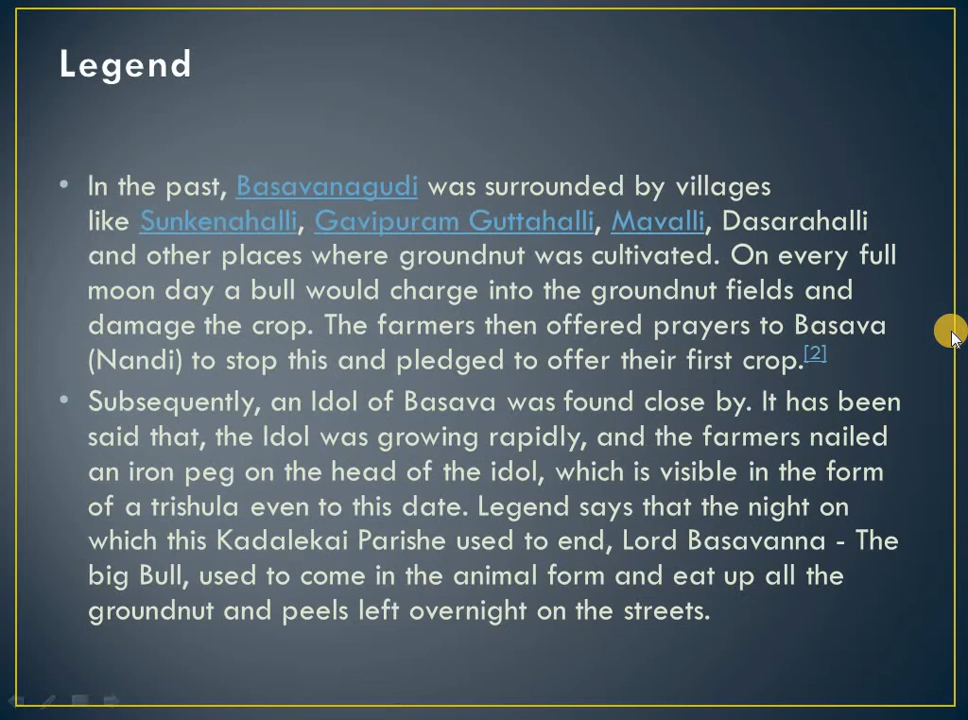 Legend
• In the past, Basavanagudi was surrounded by villages
like Sunkenahalli, Gavipuram Guttahalli, Mavalli, Dasarahalli
and other places where groundnut was cultivated. On every full
moon day a bull would charge into the groundnut fields and
damage the crop. The farmers then offered prayers to Basava
(Nandi) to stop this and pledged to offer their first crop.[2]
• Subsequently, an Idol of Basava was found close by. It has been
said that, the Idol was growing rapidly, and the farmers nailed
an iron peg on the head of the idol, which is visible in the form
of a trishula even to this date. Legend says that the night on
which this Kadalekai Parishe used to end, Lord Basavanna - The
big Bull, used to come in the animal form and eat up all the
groundnut and peels left overnight on the streets.